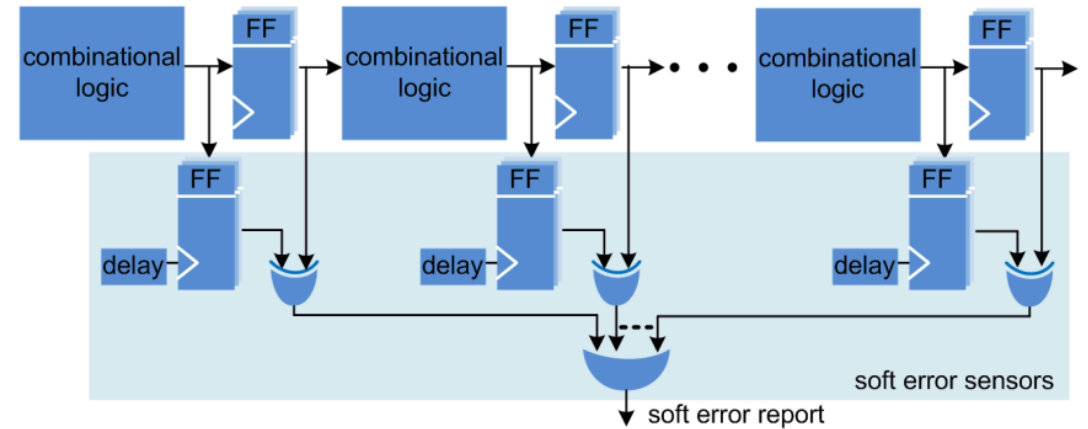 combinational
logic
FF
combinational
logic
FF
combinational
logic
FF
FF
delay
FF
delay
FF
delay
soft error sensors
soft error report